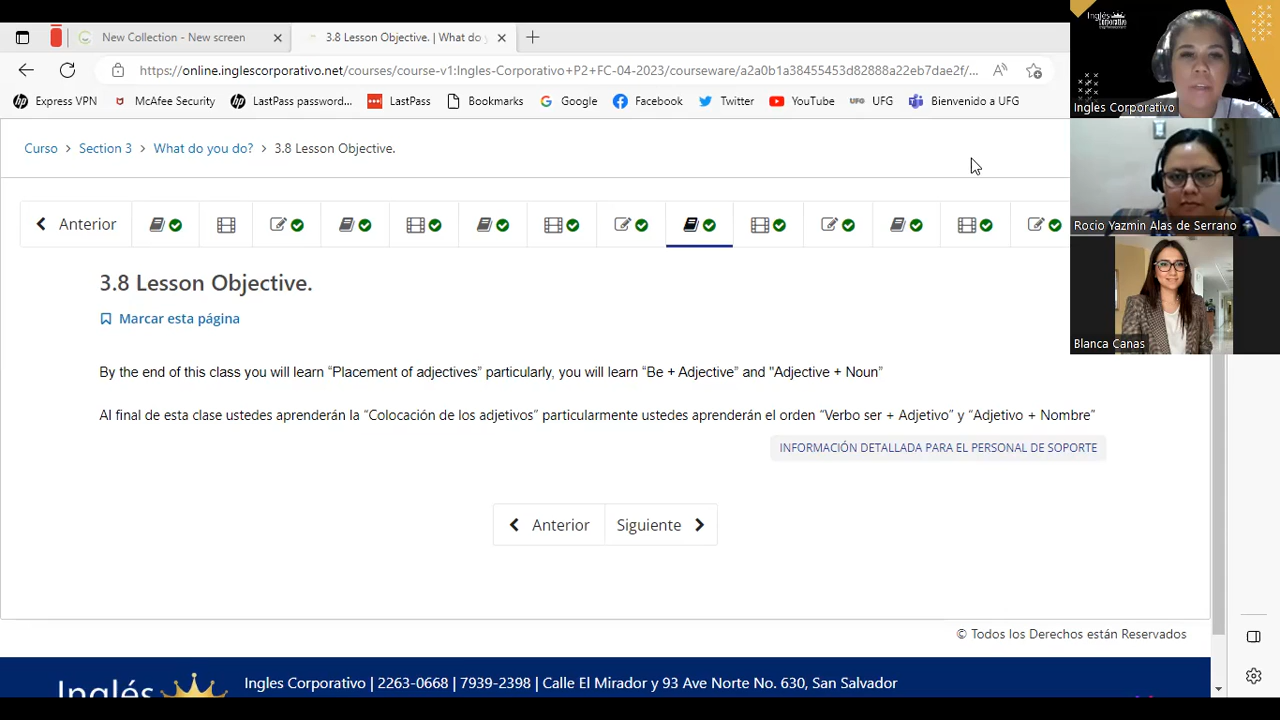 New Collection - New screen
3.8 Lesson Objective. | What do y
https://online.inglescorporativo.net/courses/course-v1:Ingles-Corporativo+P2+FC-04-2023/courseware/a2a0b1a38455453d82888a22eb7dae2f/...
Express VPN
McAfee Security
LastPass password...
LastPass
Bookmarks
Google
Facebook
Twitter
YouTube
UFG
Bienvenido a UFG
Inglés Corporativo
Ingles Corporativo
Rocio Yazmin Alas de Serrano
Blanca Canas
Curso > Section 3 > What do you do? > 3.8 Lesson Objective.
Anterior
3.8 Lesson Objective.
Marcar esta página
By the end of this class you will learn “Placement of adjectives” particularly, you will learn “Be + Adjective” and "Adjective + Noun”
Al final de esta clase ustedes aprenderán la “Colocación de los adjetivos” particularmente ustedes aprenderán el orden “Verbo ser + Adjetivo” y “Adjetivo + Nombre”
INFORMACIÓN DETALLADA PARA EL PERSONAL DE SOPORTE
Anterior
Siguiente
© Todos los Derechos están Reservados
Inglés
Ingles Corporativo | 2263-0668 | 7939-2398 | Calle El Mirador y 93 Ave Norte No. 630, San Salvador